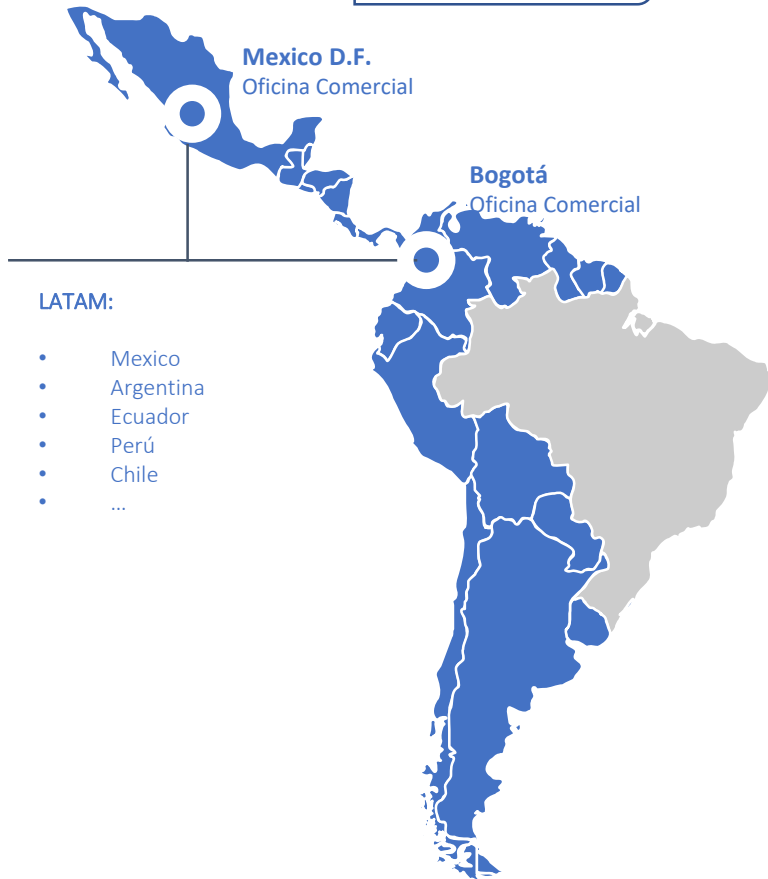 Mexico D.F.
Oficina Comercial
Bogotá
Oficina Comercial
LATAM:
• Mexico
• Argentina
• Ecuador
• Perú
• Chile
• ...